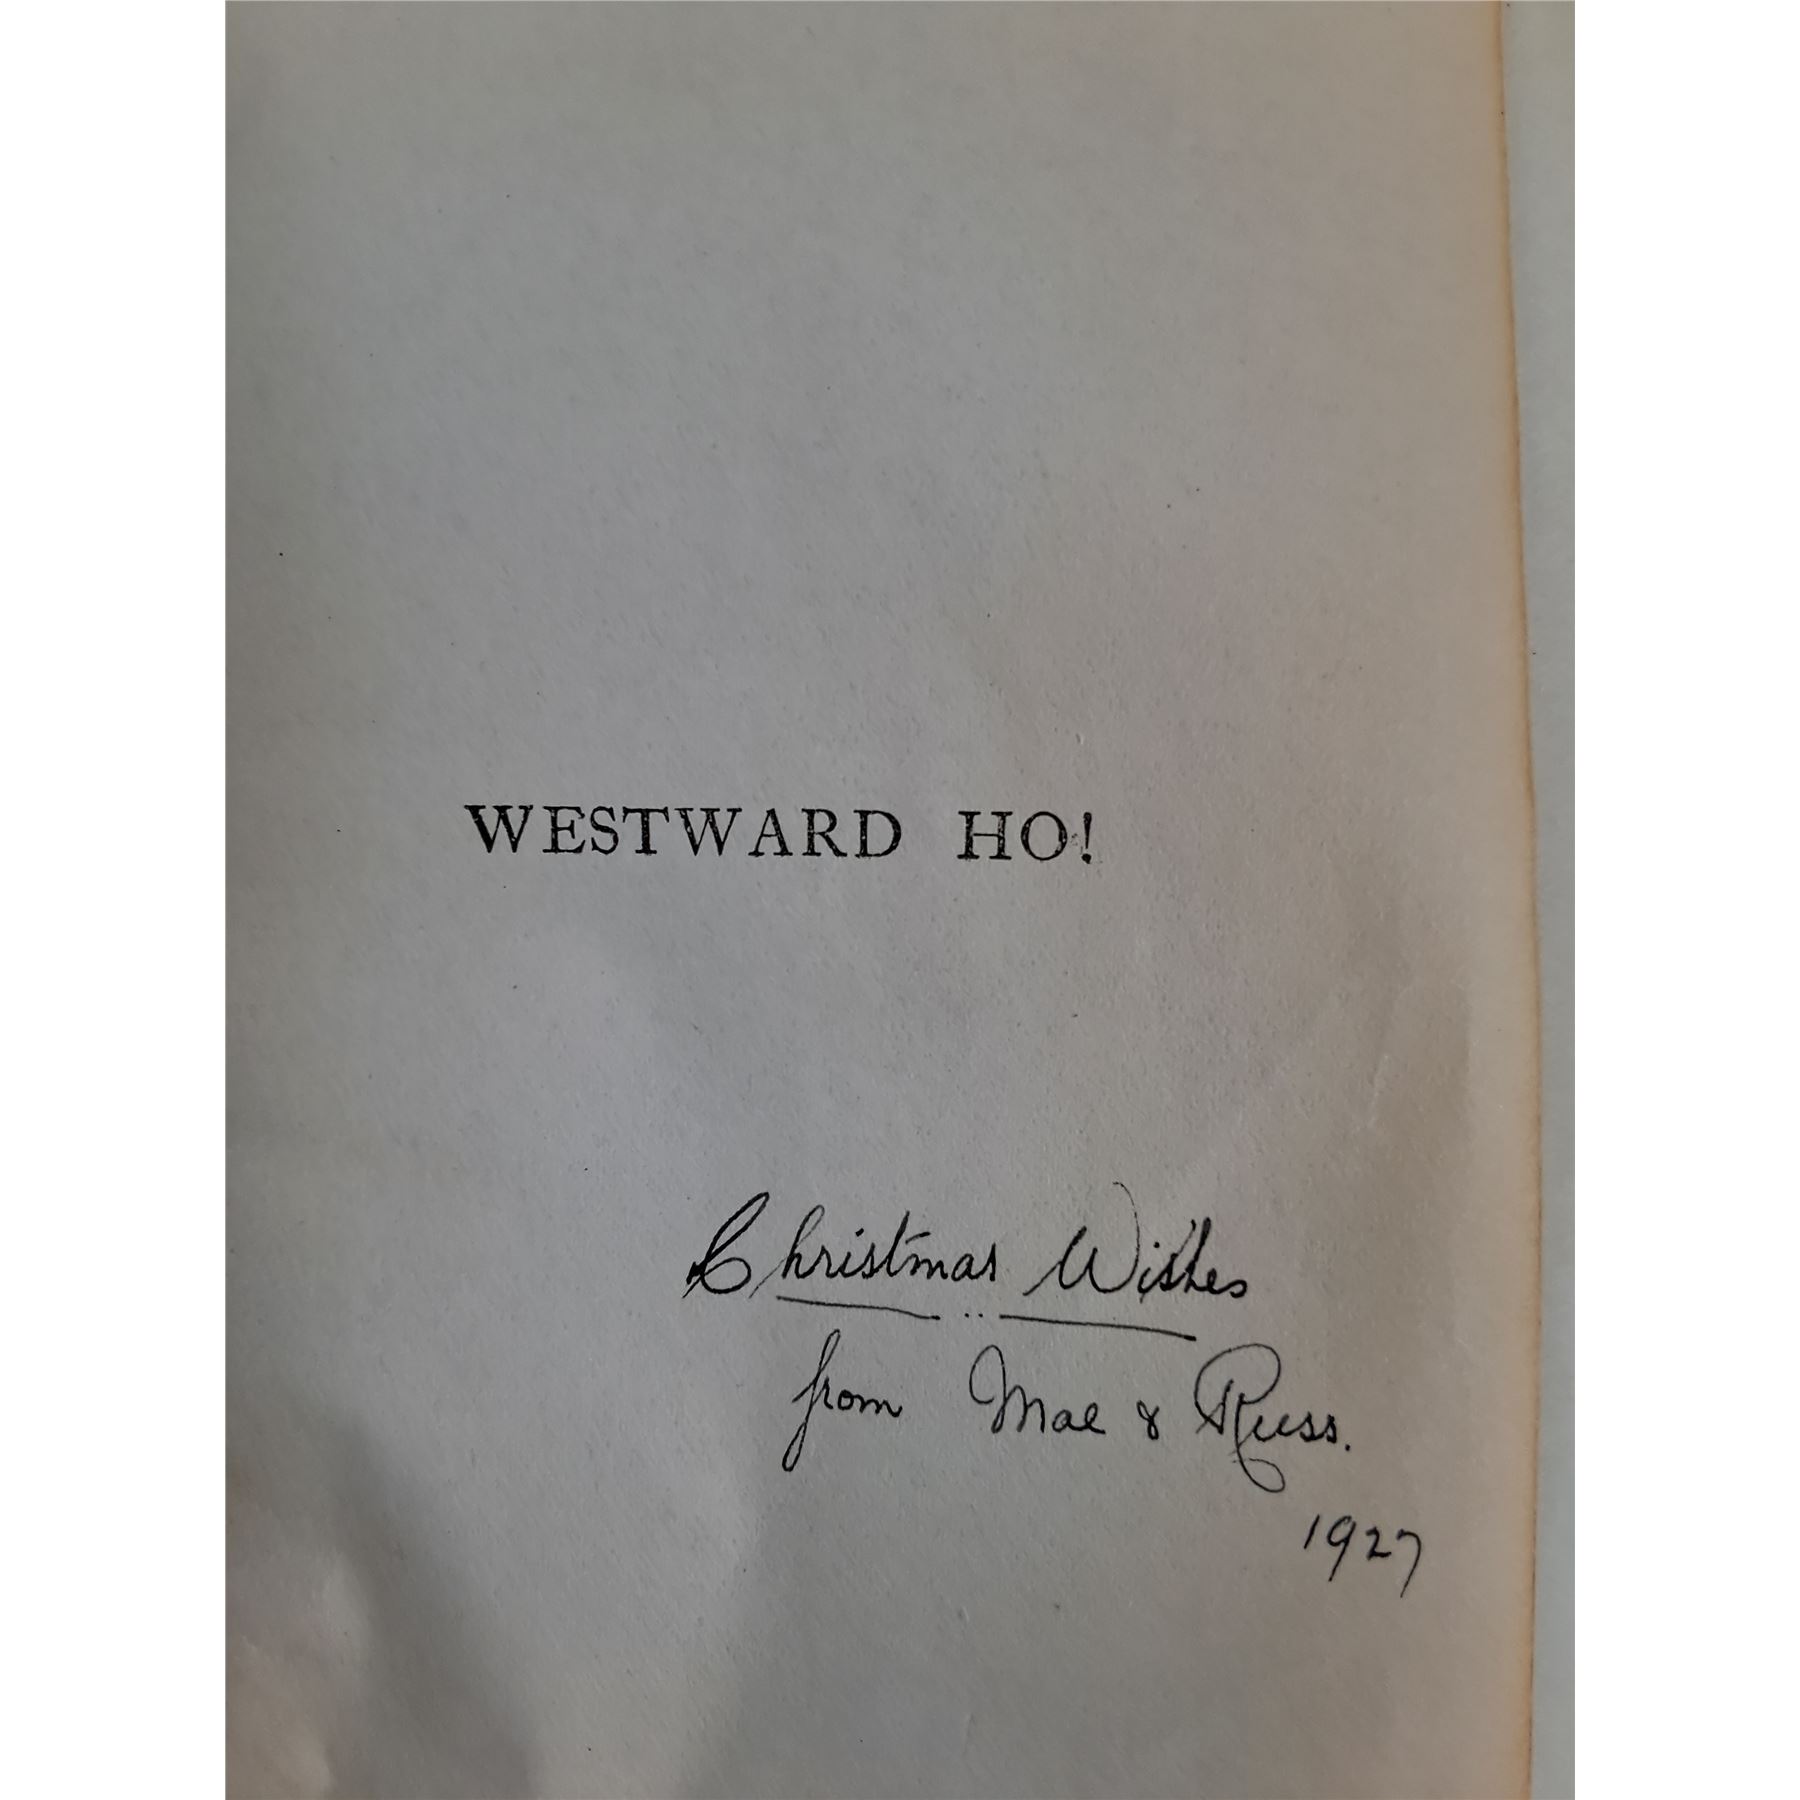 WESTWARD HO!
Christmas Wishes
from Mae & Russ.
1927